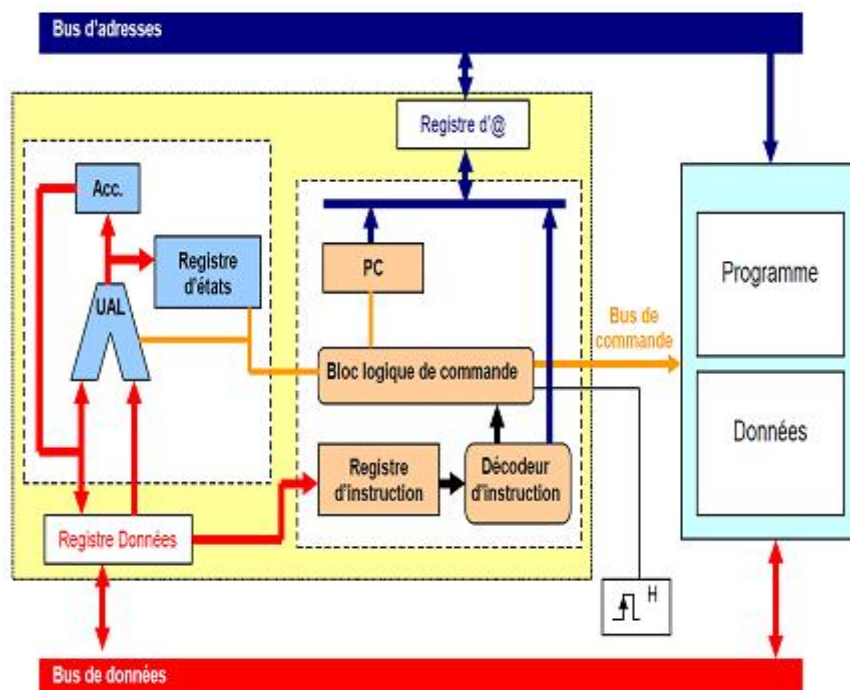 Bus d'adresses
Registre d'@
Acc.
Registre
d'états
PC
UAL
Programme
Bus de
commande
Bloc logique de commande
Données
Registre
d'instruction
Décodeur
d'instruction
Registre Données
H
Bus de données